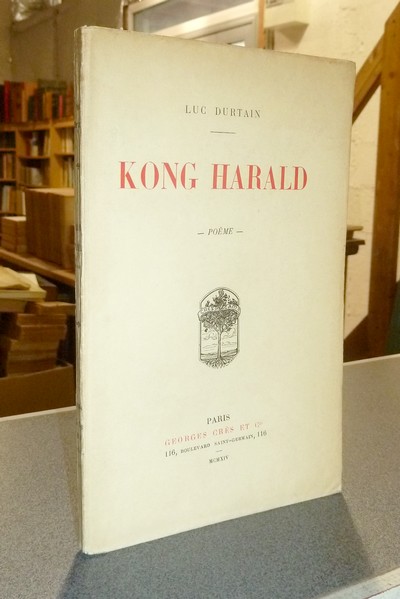 LUC DURTAIN
KONG HARALD
— POÈME —
PARIS
GEORGES CRÈS ET Cie
116, BOULEVARD SAINT-GERMAIN, 116
—
MCMXIV